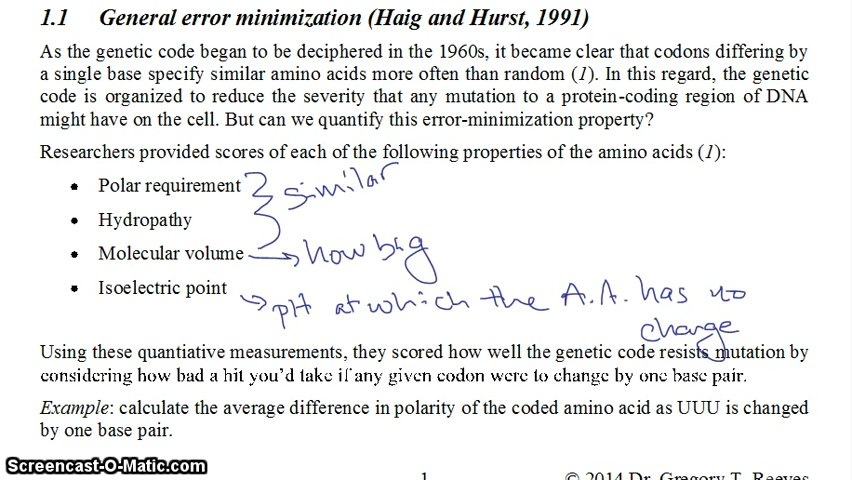 1.1 General error minimization (Haig and Hurst, 1991)
As the genetic code began to be deciphered in the 1960s, it became clear that codons differing by
a single base specify similar amino acids more often than random (1). In this regard, the genetic
code is organized to reduce the severity that any mutation to a protein-coding region of DNA
might have on the cell. But can we quantify this error-minimization property?
Researchers provided scores of each of the following properties of the amino acids (1):
• Polar requirement
similar
• Hydropathy
• Molecular volume
how big
• Isoelectric point
pH at which the A.A. has no
charge
Using these quantiative measurements, they scored how well the genetic code resists mutation by
considering how bad a hit you'd take if any given codon were to change by one base pair.
Example: calculate the average difference in polarity of the coded amino acid as UUU is changed
by one base pair.
Screencast-O-Matic.com
1 © 2014 Dr. Gregory T. Reeves